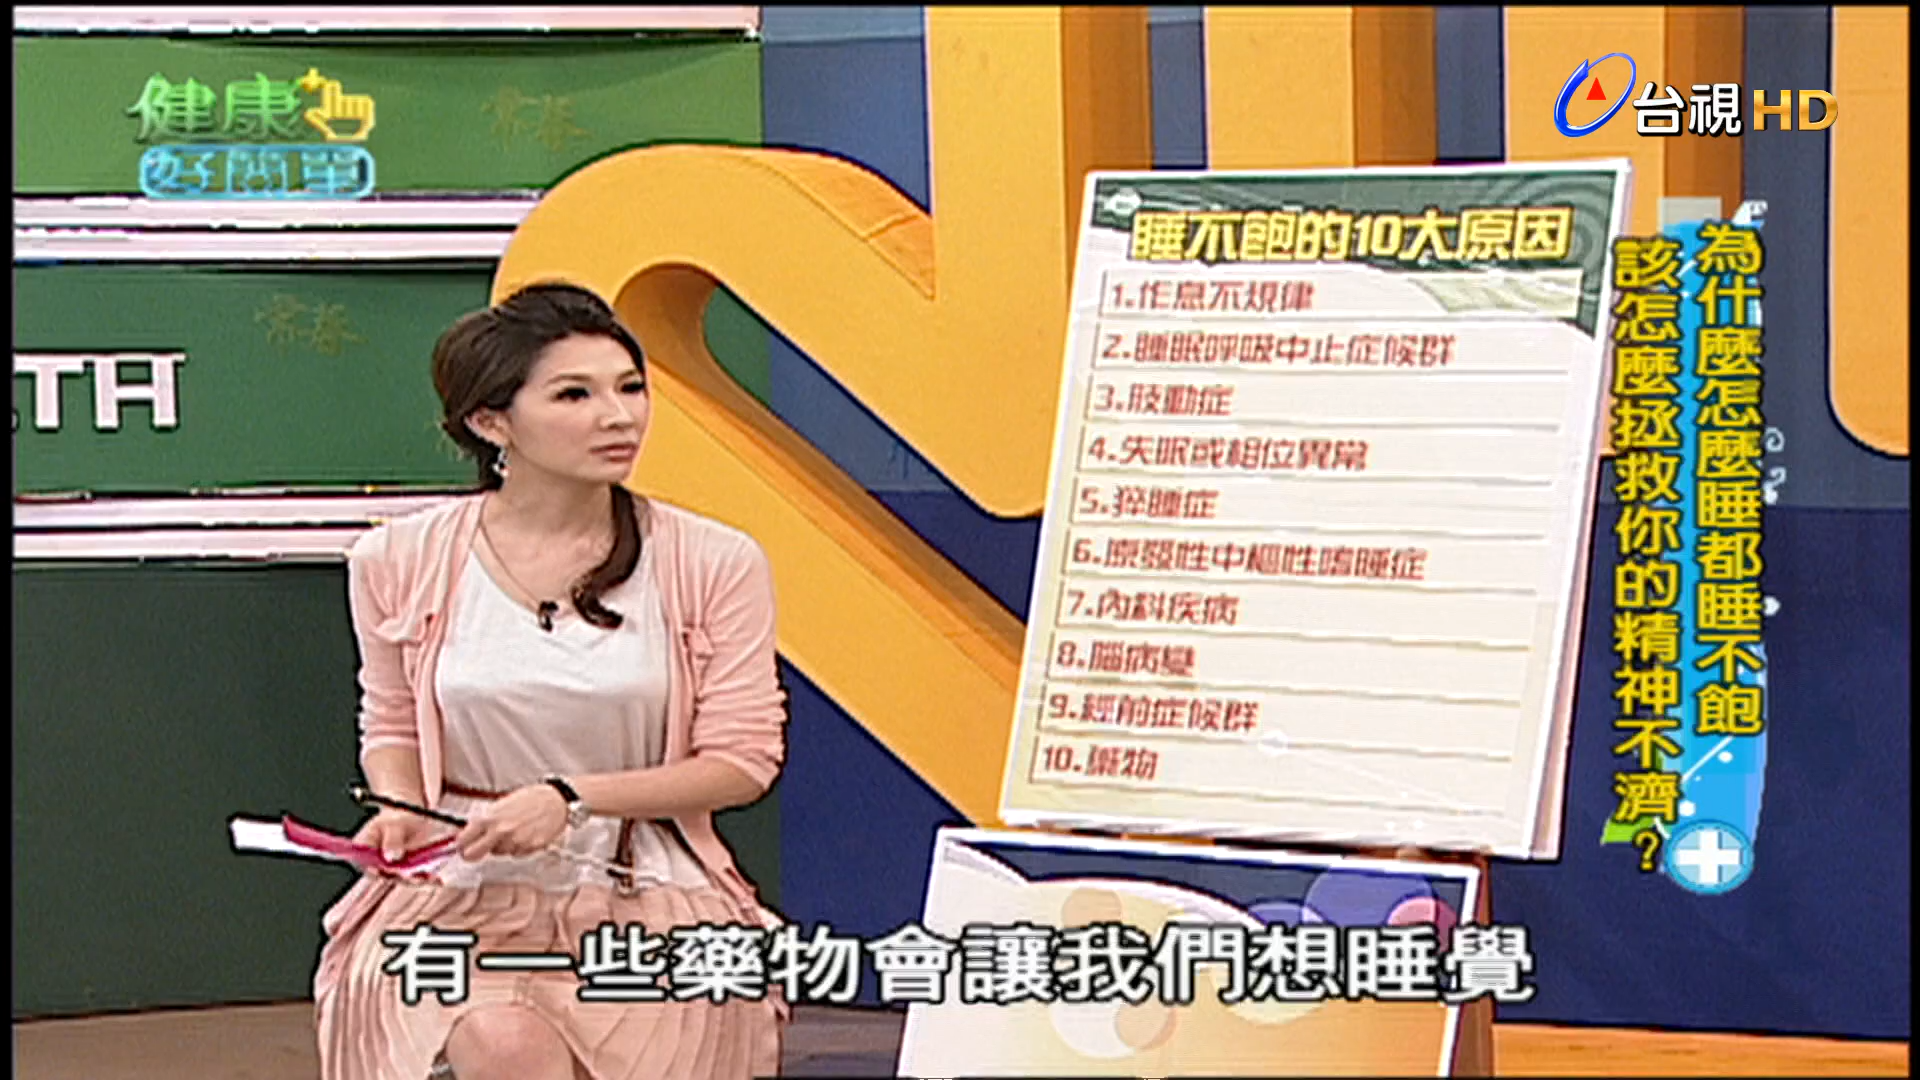 健康
好簡單
台視HD
LTH
睡不飽的10大原因
1.作息不規律
2.睡眠呼吸中止症候群
3.肢動症
4.失眠或相位異常
5.猝睡症
6.原發性中樞性嗜睡症
7.內科疾病
8.腦病變
9.經前症候群
10.藥物
為什麼怎麼睡都睡不飽
該怎麼拯救你的精神不濟？
有一些藥物會讓我們想睡覺